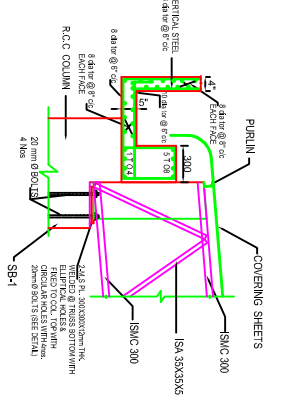 VERTICAL STEEL
8 dia tor @ 6" c/c
8 dia tor @ 6" c/c
EACH FACE
R.C.C COLUMN
8 dia tor @ 6" c/c
5"
4"
8 dia tor @ 6" c/c
EACH FACE
PURLIN
COVERING SHEETS
300
ISMC 300
ISA 35X35X5
ISMC 300
20 mm Ø BOLTS
4 Nos
SB-1
300X300X12mm THK.
WELDED @ TRUSS BOTTOM WITH
ELLIPTICAL HOLES &
FIXED TO COL. TOP WITH
CIRCULAR HOLES WITH 4nos.
20mm Ø BOLTS (SEE DETAIL)